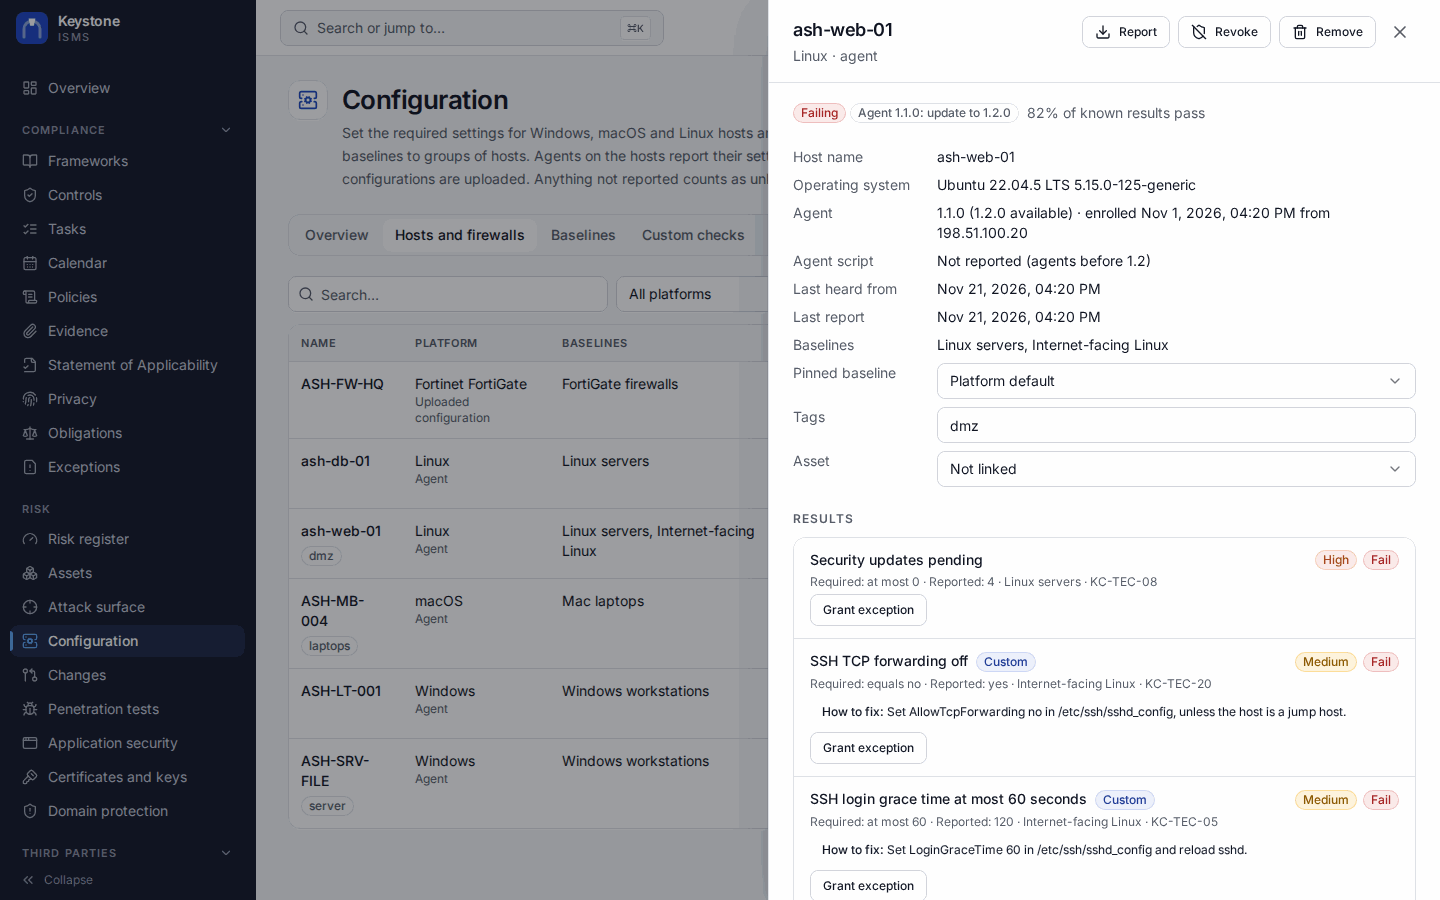 Keystone
ISMS
Overview
COMPLIANCE
Frameworks
Controls
Tasks
Calendar
Policies
Evidence
Statement of Applicability
Privacy
Obligations
Exceptions
RISK
Risk register
Assets
Attack surface
Configuration
Changes
Penetration tests
Application security
Certificates and keys
Domain protection
THIRD PARTIES
Collapse
Search or jump to...
⌘K
Configuration
Set the required settings for Windows, macOS and Linux hosts a
baselines to groups of hosts. Agents on the hosts report their sett
configurations are uploaded. Anything not reported counts as unl
Overview
Hosts and firewalls
Baselines
Custom checks
Search...
All platforms
NAME PLATFORM BASELINES
ASH-FW-HQ Fortinet FortiGate FortiGate firewalls
Uploaded
configuration
ash-db-01 Linux Linux servers
Agent
ash-web-01 Linux Linux servers, Internet-facing
dmz Agent Linux
ASH-MB- macOS Mac laptops
004 Agent
laptops
ASH-LT-001 Windows Windows workstations
Agent
ASH-SRV- Windows Windows workstations
FILE Agent
server
ash-web-01
Linux · agent
Report
Revoke
Remove
Failing Agent 1.1.0: update to 1.2.0 82% of known results pass
Host name ash-web-01
Operating system Ubuntu 22.04.5 LTS 5.15.0-125-generic
Agent 1.1.0 (1.2.0 available) · enrolled Nov 1, 2026, 04:20 PM from
198.51.100.20
Agent script Not reported (agents before 1.2)
Last heard from Nov 21, 2026, 04:20 PM
Last report Nov 21, 2026, 04:20 PM
Baselines Linux servers, Internet-facing Linux
Pinned baseline Platform default
Tags dmz
Asset Not linked
RESULTS
Security updates pending High Fail
Required: at most 0 · Reported: 4 · Linux servers · KC-TEC-08
Grant exception
SSH TCP forwarding off Custom Medium Fail
Required: equals no · Reported: yes · Internet-facing Linux · KC-TEC-20
How to fix: Set AllowTcpForwarding no in /etc/ssh/sshd_config, unless the host is a jump host.
Grant exception
SSH login grace time at most 60 seconds Custom Medium Fail
Required: at most 60 · Reported: 120 · Internet-facing Linux · KC-TEC-05
How to fix: Set LoginGraceTime 60 in /etc/ssh/sshd_config and reload sshd.
Grant exception